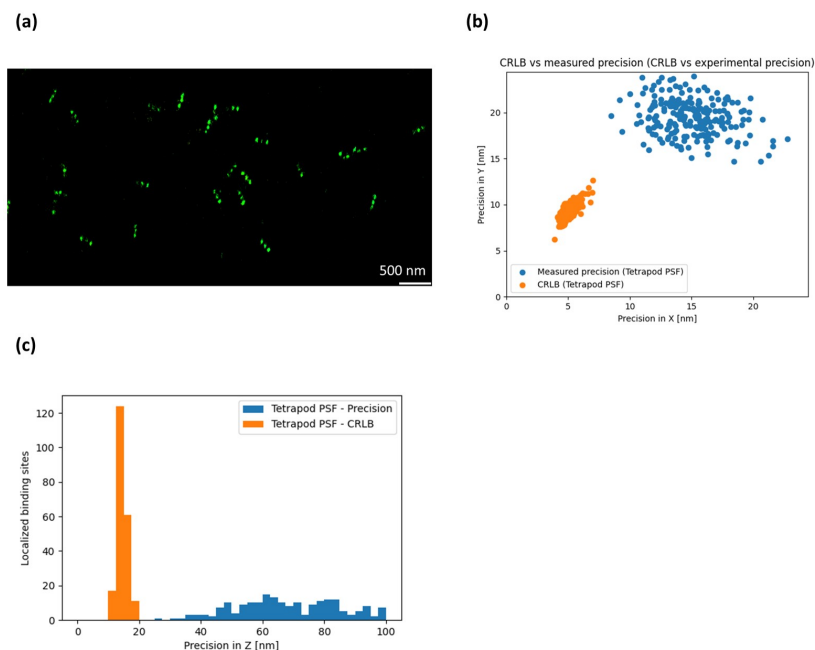 (a)
500 nm
(b)
CRLB vs measured precision (CRLB vs experimental precision)
Precision in Y [nm]
20
15
10
5
0
Measured precision (Tetrapod PSF)
CRLB (Tetrapod PSF)
0 5 10 15 20
Precision in X [nm]
(c)
Localized binding sites
120
100
80
60
40
20
0
Tetrapod PSF - Precision
Tetrapod PSF - CRLB
0 20 40 60 80 100
Precision in Z [nm]